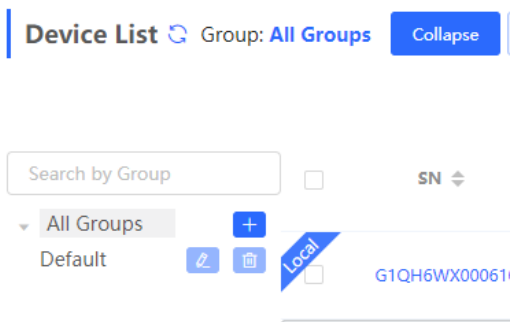 Device List Group: All Groups Collapse
Search by Group
SN
All Groups
Default
Local